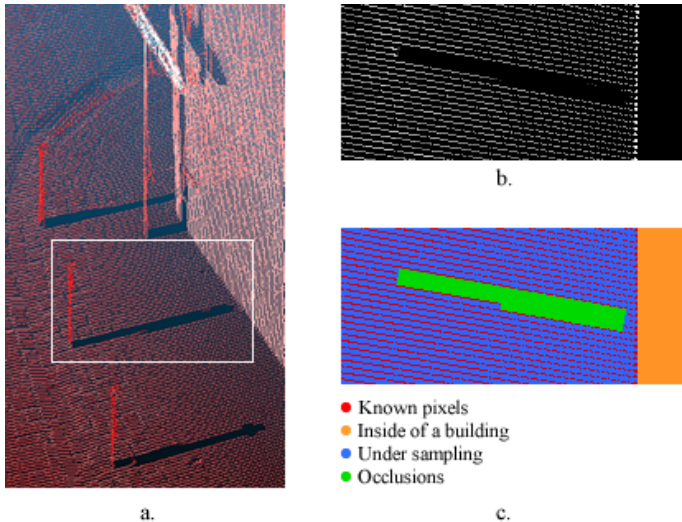 b.
Known pixels
Inside of a building
Under sampling
Occlusions
a.
c.